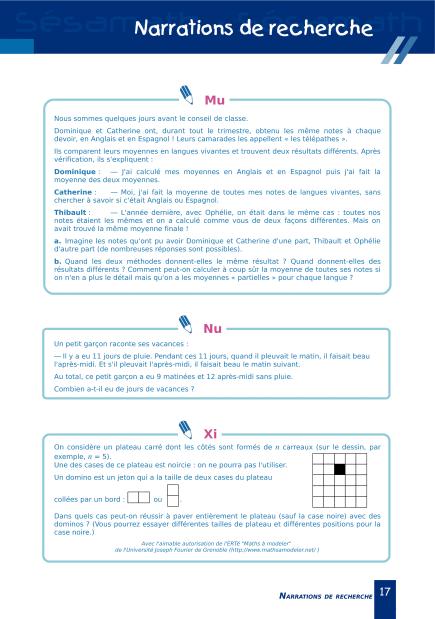 Sésamath Sésamath
Narrations de recherche
Mu
Nous sommes quelques jours avant le conseil de classe.
Dominique et Catherine ont, durant tout le trimestre, obtenu les même notes à chaque
devoir, en Anglais et en Espagnol ! Leurs camarades les appellent « les télépathes ».
Ils comparent leurs moyennes en langues vivantes et trouvent deux résultats différents. Après
vérification, ils s'expliquent :
Dominique : — J'ai calculé mes moyennes en Anglais et en Espagnol puis j'ai fait la
moyenne des deux moyennes.
Catherine : — Moi, j'ai fait la moyenne de toutes mes notes de langues vivantes, sans
chercher à savoir si c'était Anglais ou Espagnol.
Thibault : — L'année dernière, avec Ophélie, on était dans le même cas : toutes nos
notes étaient les mêmes et on a calculé comme vous de deux façons différentes. Mais on
avait trouvé la même moyenne finale !
a. Imagine les notes qu'ont pu avoir Dominique et Catherine d'une part, Thibault et Ophélie
d'autre part (de nombreuses réponses sont possibles).
b. Quand les deux méthodes donnent-elles le même résultat ? Quand donnent-elles des
résultats différents ? Comment peut-on calculer à coup sûr la moyenne de toutes ses notes si
on n'en a plus le détail mais qu'on a les moyennes « partielles » pour chaque langue ?
Nu
Un petit garçon raconte ses vacances :
— Il y a eu 11 jours de pluie. Pendant ces 11 jours, quand il pleuvait le matin, il faisait beau
l'après-midi. Et s'il pleuvait l'après-midi, il faisait beau le matin suivant.
Au total, ce petit garçon a eu 9 matinées et 12 après-midi sans pluie.
Combien a-t-il eu de jours de vacances ?
Xi
On considère un plateau carré dont les côtés sont formés de n carreaux (sur le dessin, par
exemple, n = 5).
Une des cases de ce plateau est noircie : on ne pourra pas l'utiliser.
Un domino est un jeton qui a la taille de deux cases du plateau
collées par un bord : ou .
Dans quels cas peut-on réussir à paver entièrement le plateau (sauf la case noire) avec des
dominos ? (Vous pourrez essayer différentes tailles de plateau et différentes positions pour la
case noire.)
Avec l'aimable autorisation de l'ERTé "Maths à modeler"
de l'Université Joseph Fourier de Grenoble (http://www.mathsamodeler.net/ )
Narrations de recherche 17